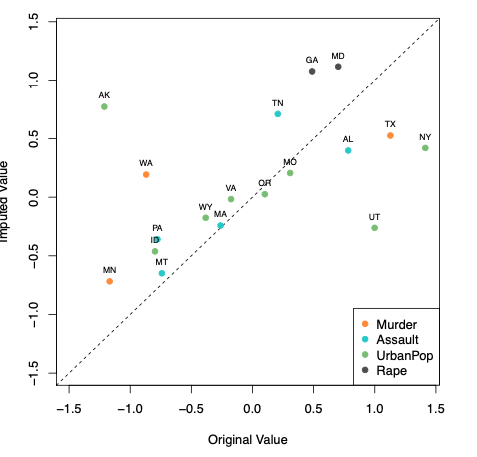 1.5
1.0
0.5
0.0
−0.5
−1.0
−1.5
Imputed Value
GA
MD
AK
TN
TX
NY
AL
WA
MO
OR
VA
WY
MA
UT
PA
ID
MT
MN
Murder
Assault
UrbanPop
Rape
−1.5 −1.0 −0.5 0.0 0.5 1.0 1.5
Original Value